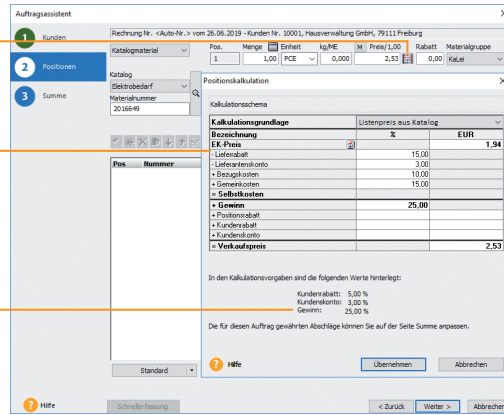 Auftragsassistent
1 Kunden
2 Positionen
3 Summe
Rechnung Nr. <Auto-Nr.> vom 26.06.2019 - Kunden Nr. 10001, Hausverwaltung GmbH, 79111 Freiburg
Katalogmaterial
Pos. Menge Einheit kg/ME M Preis/1,00 Rabatt Materialgruppe
1 1,00 PCE 0,000 2,53 0,00 KaLei
Katalog
Elektrobedarf
Materialnummer
2016649
Pos Nummer
Standard
Positionskalkulation
Kalkulationsschema
Kalkulationsgrundlage Listenpreis aus Katalog
Bezeichnung % EUR
EK-Preis 1,94
- Lieferrabatt 15,00
- Lieferantenskonto 3,00
+ Bezugskosten 10,00
+ Gemeinkosten 15,00
= Selbstkosten
+ Gewinn 25,00
+ Positionsrabatt
+ Kundenrabatt
+ Kundenskonto
= Verkaufspreis 2,53
In den Kalkulationsvorgaben sind die folgenden Werte hinterlegt:
Kundenrabatt: 5,00 %
Kundenskonto: 3,00 %
Gewinn: 25,00 %
Die für diesen Auftrag gewährten Abschläge können Sie auf der Seite Summe anpassen.
? Hilfe Übernehmen Abbrechen
? Hilfe Schnellerfassung < Zurück Weiter > Abbrechen